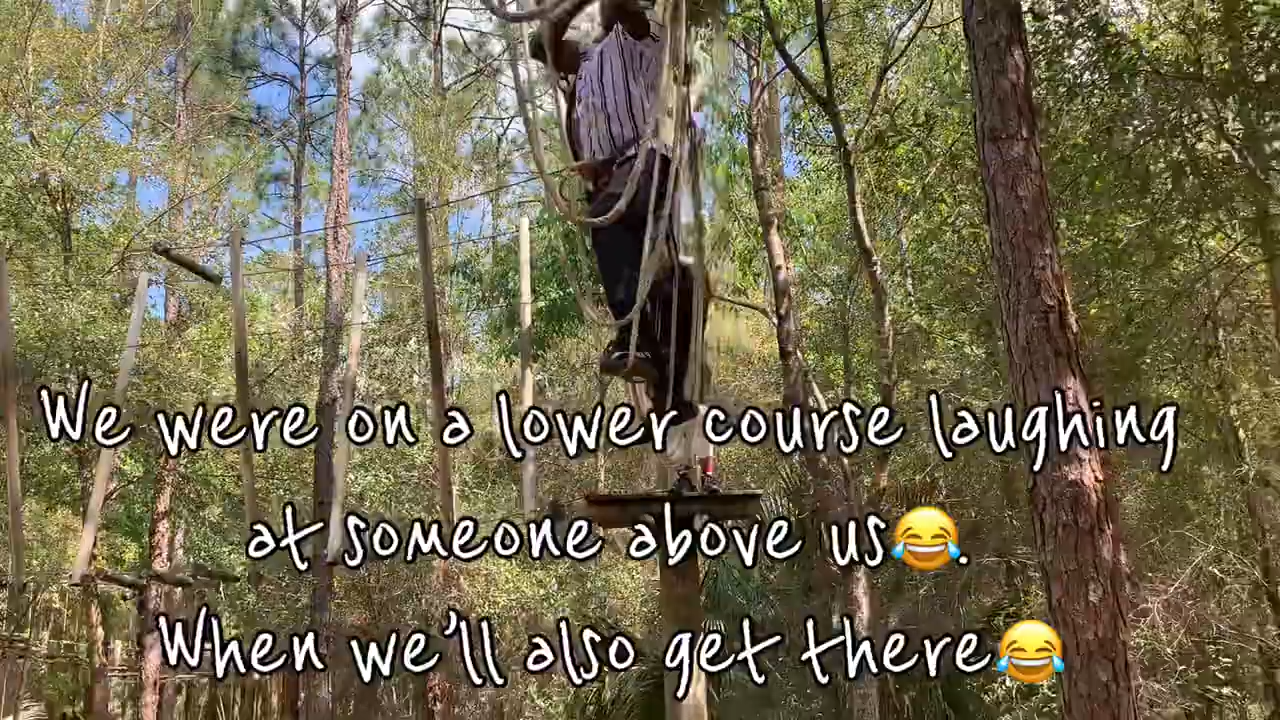 We were on a lower course laughing
at someone above us😂.
When we'll also get there😂